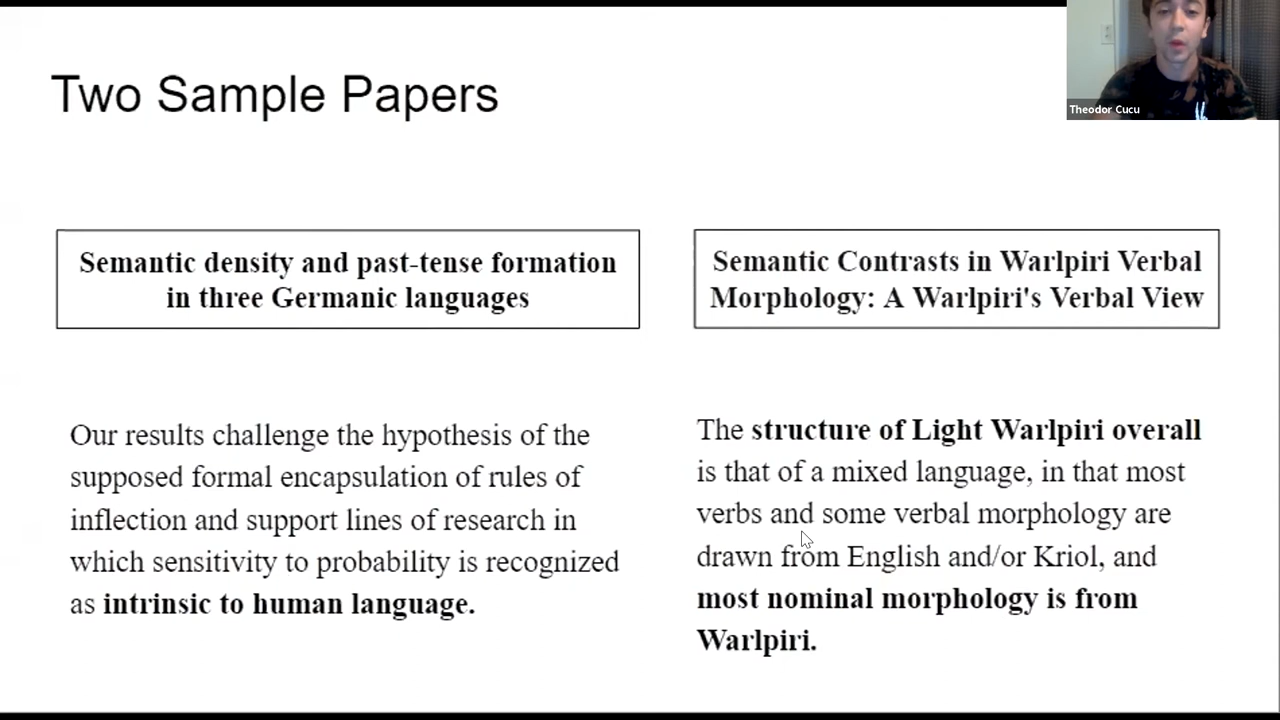 Two Sample Papers
Theodor Cucu
Semantic density and past-tense formation
in three Germanic languages
Semantic Contrasts in Warlpiri Verbal
Morphology: A Warlpiri's Verbal View
Our results challenge the hypothesis of the
supposed formal encapsulation of rules of
inflection and support lines of research in
which sensitivity to probability is recognized
as intrinsic to human language.
The structure of Light Warlpiri overall
is that of a mixed language, in that most
verbs and some verbal morphology are
drawn from English and/or Kriol, and
most nominal morphology is from
Warlpiri.